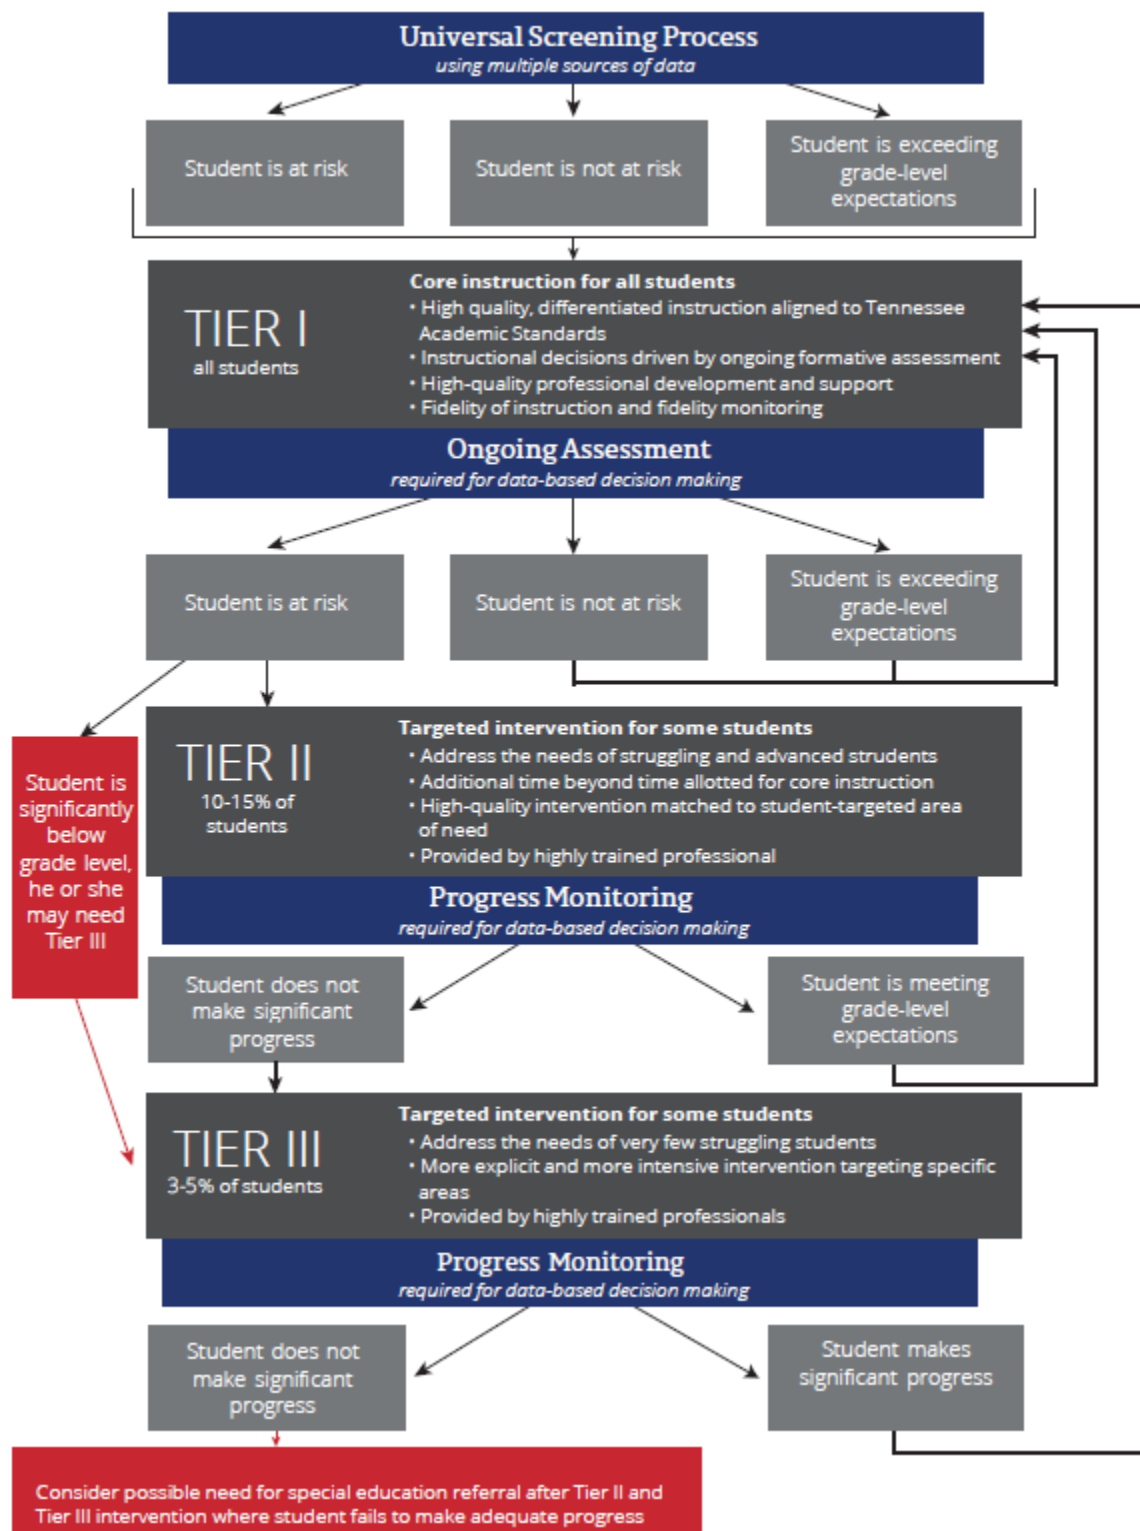 Universal Screening Process
using multiple sources of data
Student is at risk
Student is not at risk
Student is exceeding
grade-level
expectations
TIER I
all students
Core instruction for all students
• High quality, differentiated instruction aligned to Tennessee
Academic Standards
• Instructional decisions driven by ongoing formative assessment
• High-quality professional development and support
• Fidelity of instruction and fidelity monitoring
Ongoing Assessment
required for data-based decision making
Student is at risk
Student is not at risk
Student is exceeding
grade-level
expectations
Student is
significantly
below
grade level,
he or she
may need
Tier III
TIER II
10-15% of
students
Targeted intervention for some students
• Address the needs of struggling and advanced strudents
• Additional time beyond time allotted for core instruction
• High-quality intervention matched to student-targeted area
of need
• Provided by highly trained professional
Progress Monitoring
required for data-based decision making
Student does not
make significant
progress
Student is meeting
grade-level
expectations
TIER III
3-5% of students
Targeted intervention for some students
• Address the needs of very few struggling students
• More explicit and more intensive intervention targeting specific
areas
• Provided by highly trained professionals
Progress Monitoring
required for data-based decision making
Student does not
make significant
progress
Student makes
significant progress
Consider possible need for special education referral after Tier II and
Tier III intervention where student fails to make adequate progress